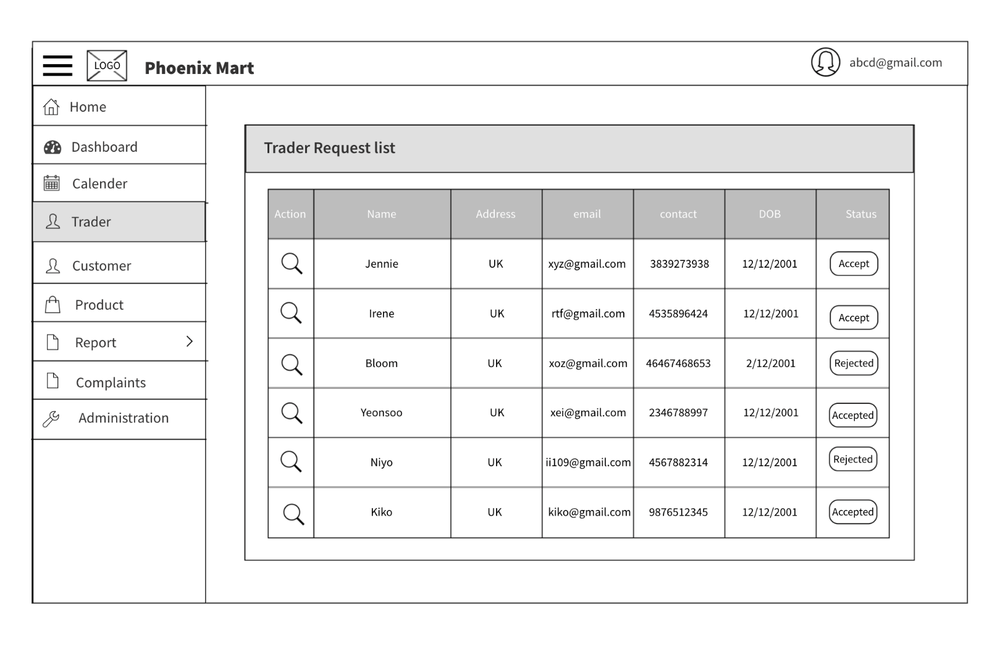 LOGO
Phoenix Mart
abcd@gmail.com
Home
Dashboard
Calender
Trader
Customer
Product
Report
Complaints
Administration
Trader Request list
Action Name Address email contact DOB Status
Jennie UK xyz@gmail.com 3839273938 12/12/2001 Accept
Irene UK rtf@gmail.com 4535896424 12/12/2001 Accept
Bloom UK xoz@gmail.com 46467468653 2/12/2001 Rejected
Yeonsoo UK xei@gmail.com 2346788997 12/12/2001 Accepted
Niyo UK ii109@gmail.com 4567882314 12/12/2001 Rejected
Kiko UK kiko@gmail.com 9876512345 12/12/2001 Accepted